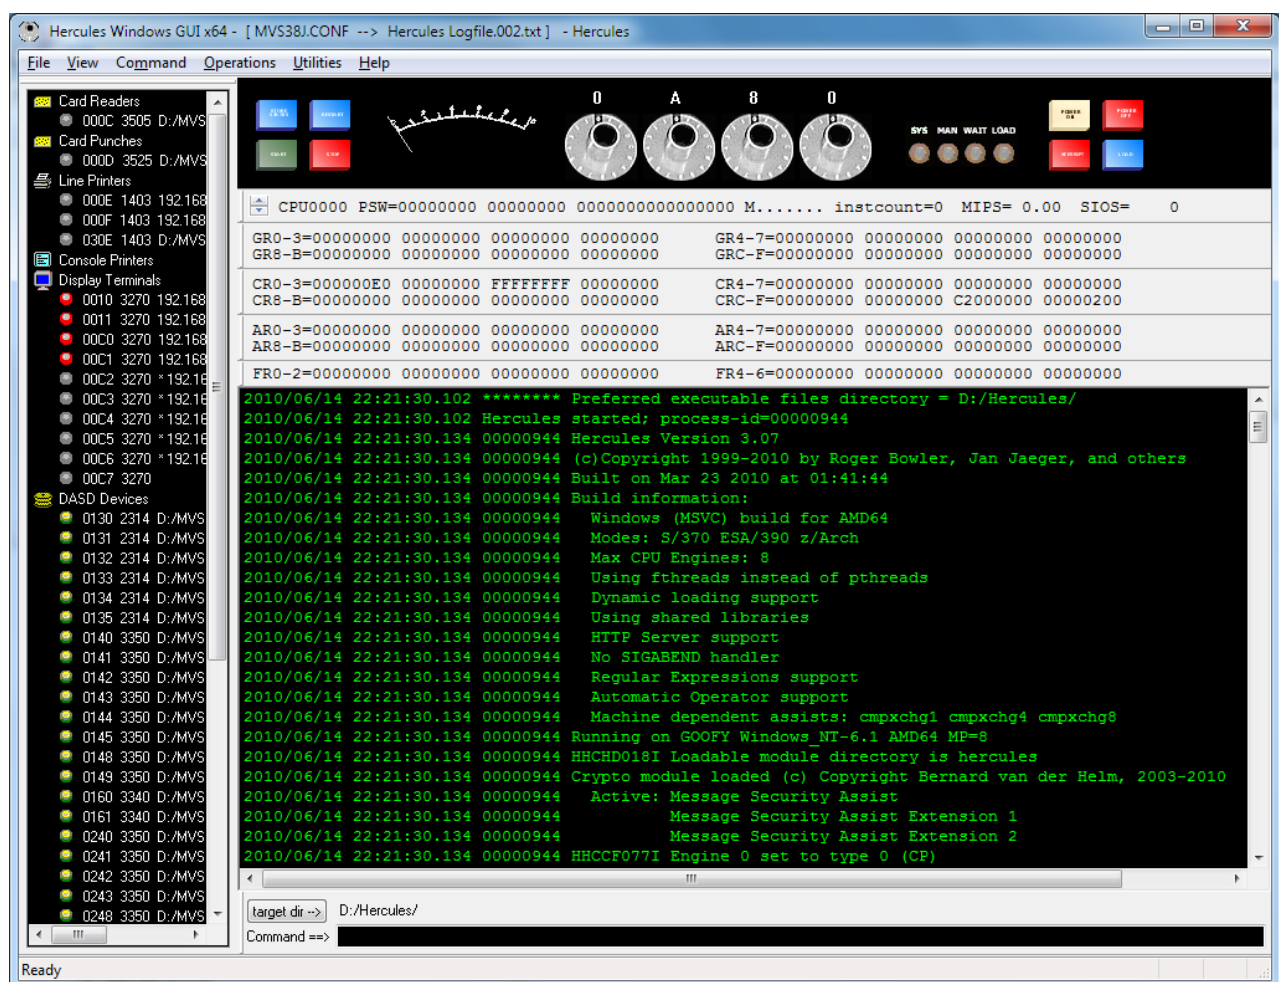 Hercules Windows GUI x64 - [ MVS38J.CONF --> Hercules Logfile.002.txt ] - Hercules
File View Command Operations Utilities Help
Card Readers
000C 3505 D:/MVS
Card Punches
000D 3525 D:/MVS
Line Printers
000E 1403 192.168
000F 1403 192.168
030E 1403 D:/MVS
Console Printers
Display Terminals
0010 3270 192.168
0011 3270 192.168
00C0 3270 192.168
00C1 3270 192.168
00C2 3270 *192.16
00C3 3270 *192.16
00C4 3270 *192.16
00C5 3270 *192.16
00C6 3270 *192.16
00C7 3270
DASD Devices
0130 2314 D:/MVS
0131 2314 D:/MVS
0132 2314 D:/MVS
0133 2314 D:/MVS
0134 2314 D:/MVS
0135 2314 D:/MVS
0140 3350 D:/MVS
0141 3350 D:/MVS
0142 3350 D:/MVS
0143 3350 D:/MVS
0144 3350 D:/MVS
0145 3350 D:/MVS
0148 3350 D:/MVS
0149 3350 D:/MVS
0160 3340 D:/MVS
0161 3340 D:/MVS
0240 3350 D:/MVS
0241 3350 D:/MVS
0242 3350 D:/MVS
0243 3350 D:/MVS
0248 3350 D:/MVS
START STOP
0 A 8 0
SYS MAN WAIT LOAD
POWER ON POWER OFF
INTERRUPT LOAD
CPU0000 PSW=00000000 00000000 0000000000000000 M....... instcount=0 MIPS= 0.00 SIOS= 0
GR0-3=00000000 00000000 00000000 00000000 GR4-7=00000000 00000000 00000000 00000000
GR8-B=00000000 00000000 00000000 00000000 GRC-F=00000000 00000000 00000000 00000000
CR0-3=000000E0 00000000 FFFFFFFF 00000000 CR4-7=00000000 00000000 00000000 00000000
CR8-B=00000000 00000000 00000000 00000000 CRC-F=00000000 00000000 C2000000 00000200
AR0-3=00000000 00000000 00000000 00000000 AR4-7=00000000 00000000 00000000 00000000
AR8-B=00000000 00000000 00000000 00000000 ARC-F=00000000 00000000 00000000 00000000
FR0-2=00000000 00000000 00000000 00000000 FR4-6=00000000 00000000 00000000 00000000
2010/06/14 22:21:30.102 ******** Preferred executable files directory = D:/Hercules/
2010/06/14 22:21:30.102 Hercules started; process-id=00000944
2010/06/14 22:21:30.134 00000944 Hercules Version 3.07
2010/06/14 22:21:30.134 00000944 (c)Copyright 1999-2010 by Roger Bowler, Jan Jaeger, and others
2010/06/14 22:21:30.134 00000944 Built on Mar 23 2010 at 01:41:44
2010/06/14 22:21:30.134 00000944 Build information:
2010/06/14 22:21:30.134 00000944 Windows (MSVC) build for AMD64
2010/06/14 22:21:30.134 00000944 Modes: S/370 ESA/390 z/Arch
2010/06/14 22:21:30.134 00000944 Max CPU Engines: 8
2010/06/14 22:21:30.134 00000944 Using fthreads instead of pthreads
2010/06/14 22:21:30.134 00000944 Dynamic loading support
2010/06/14 22:21:30.134 00000944 Using shared libraries
2010/06/14 22:21:30.134 00000944 HTTP Server support
2010/06/14 22:21:30.134 00000944 No SIGABEND handler
2010/06/14 22:21:30.134 00000944 Regular Expressions support
2010/06/14 22:21:30.134 00000944 Automatic Operator support
2010/06/14 22:21:30.134 00000944 Machine dependent assists: cmpxchg1 cmpxchg4 cmpxchg8
2010/06/14 22:21:30.134 00000944 Running on GOOFY Windows_NT-6.1 AMD64 MP=8
2010/06/14 22:21:30.134 00000944 HHCHD018I Loadable module directory is hercules
2010/06/14 22:21:30.134 00000944 Crypto module loaded (c) Copyright Bernard van der Helm, 2003-2010
2010/06/14 22:21:30.134 00000944 Active: Message Security Assist
2010/06/14 22:21:30.134 00000944 Message Security Assist Extension 1
2010/06/14 22:21:30.134 00000944 Message Security Assist Extension 2
2010/06/14 22:21:30.134 00000944 HHCCF077I Engine 0 set to type 0 (CP)
target dir --> D:/Hercules/
Command ==>
Ready